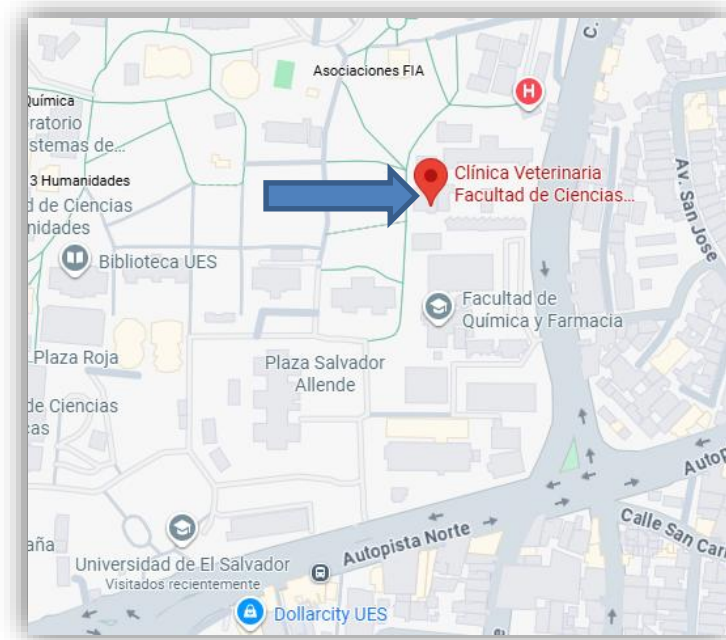 C.
Asociaciones FIA
H
Química
ratorio
stemas de...
Clínica Veterinaria
Facultad de Ciencias...
3 Humanidades
d de Ciencias
nidades
Av. San Jose
Biblioteca UES
Facultad de
Química y Farmacia
Plaza Roja
Plaza Salvador
Allende
de Ciencias
cas
Autop
Calle San Car
aña
Universidad de El Salvador
Visitados recientemente
Autopista Norte
Dollarcity UES